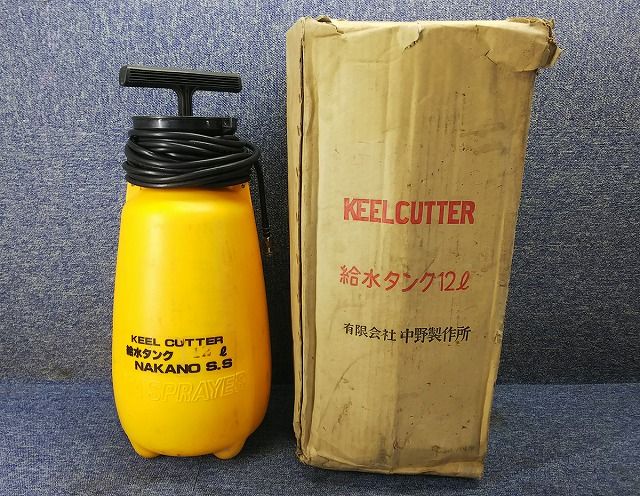 KEEL CUTTER
給水タンク 12ℓ
NAKANO S.S
SPRAYER
KEELCUTTER
給水タンク12ℓ
有限会社 中野製作所